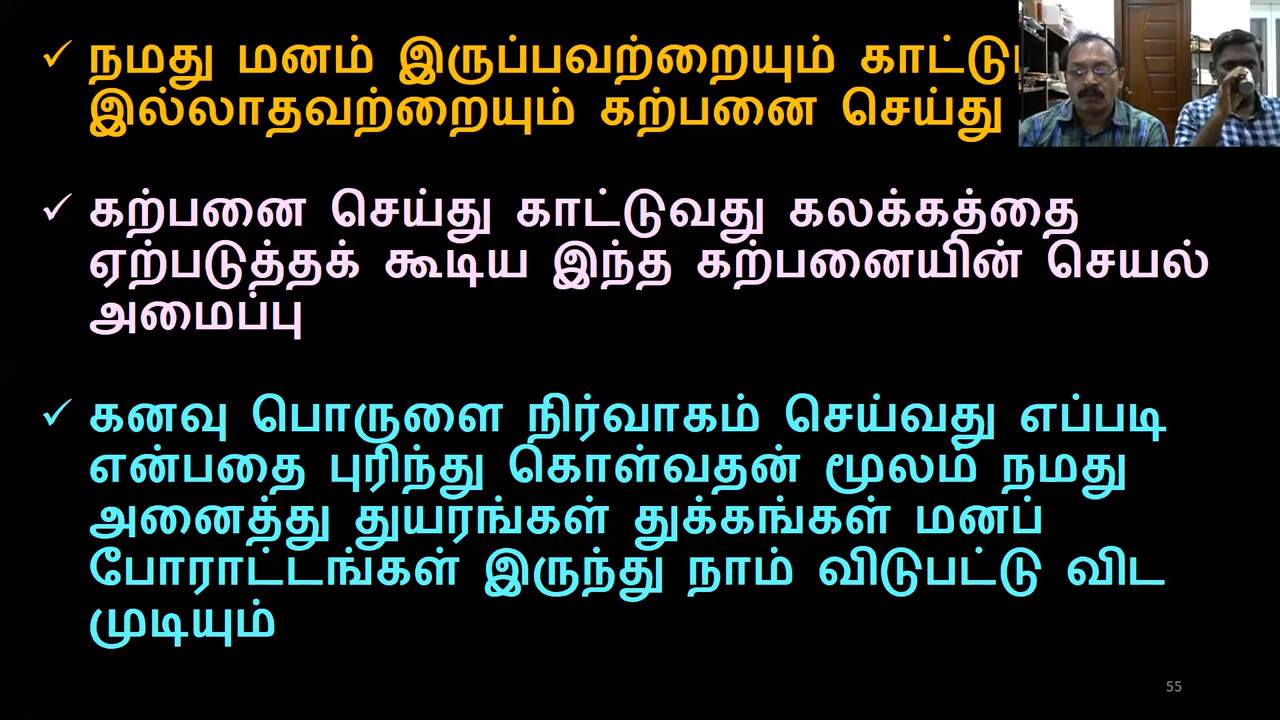 நமது மனம் இருப்பவற்றையும்
இல்லாதவற்றையும் கற்பனை செய்து
கற்பனை செய்து காட்டுவது கலக்கத்தை
ஏற்படுத்தக் கூடிய இந்த கற்பனையின் செயல்
அமைப்பு
கனவு பொருளை நிர்வாகம் செய்வது எப்படி
என்பதை புரிந்து கொள்வதன் மூலம் நமது
அனைத்து துயரங்கள் துக்கங்கள் மனப்
போராட்டங்கள் இருந்து நாம் விடுபட்டு விட
முடியும்
55